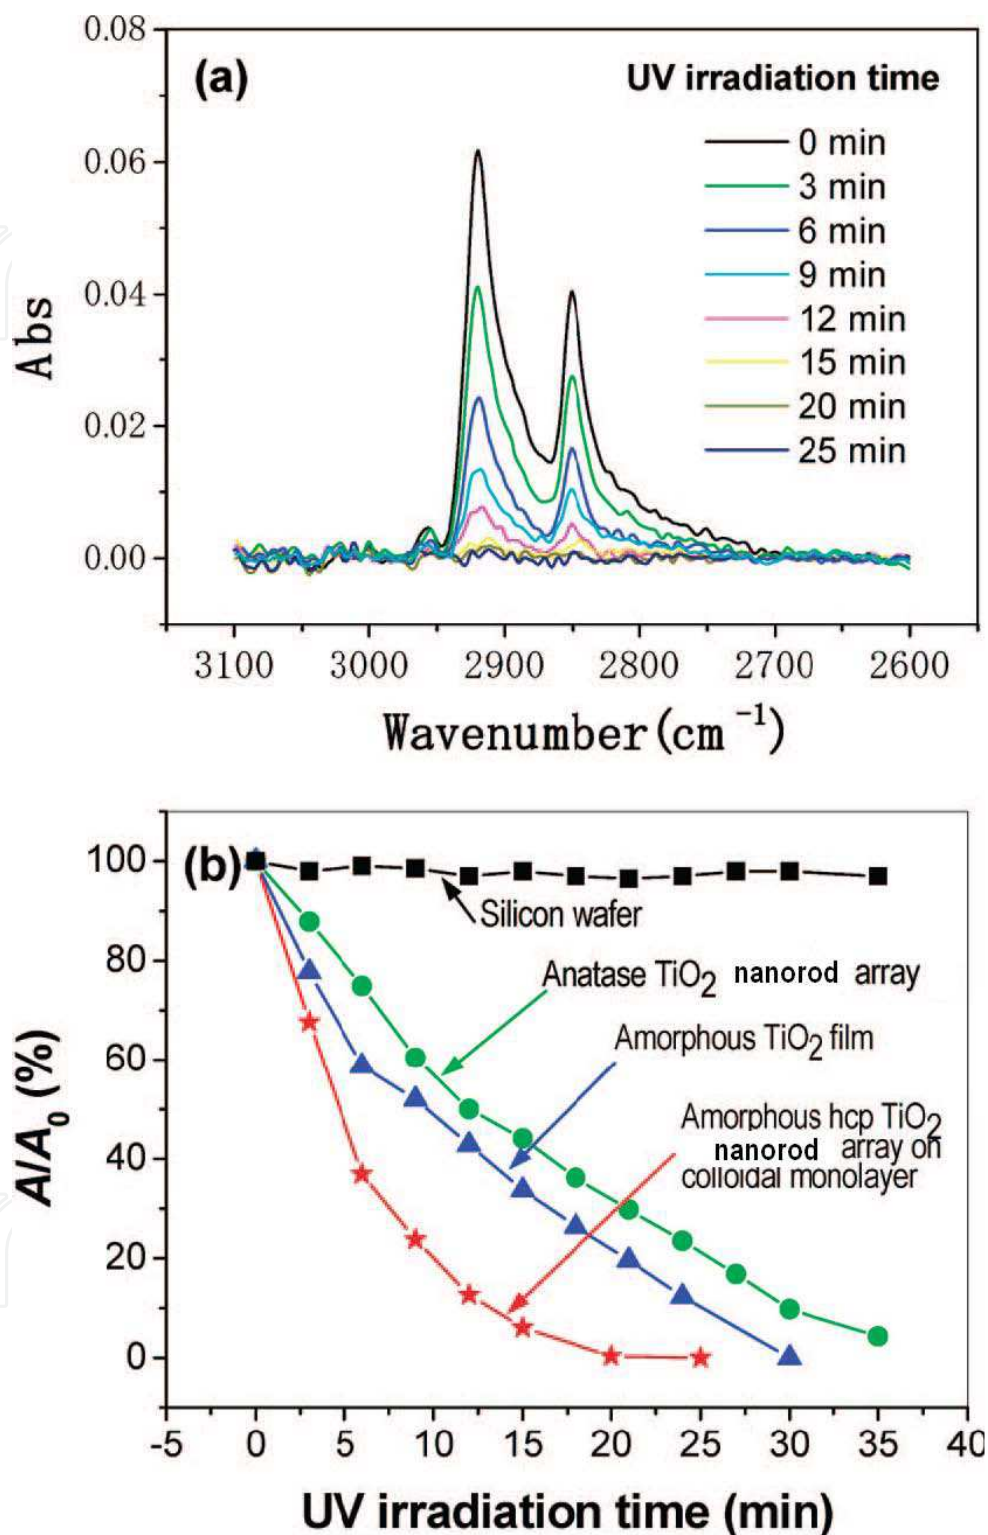 (a)
UV irradiation time
0 min
3 min
6 min
9 min
12 min
15 min
20 min
25 min
0.08
0.06
0.04
0.02
0.00
Abs
3100 3000 2900 2800 2700 2600
Wavenumber(cm⁻¹)
(b)
100
80
60
40
20
0
A/A₀ (%)
Silicon wafer
Anatase TiO₂ nanorod array
Amorphous TiO₂ film
Amorphous hcp TiO₂
nanorod array on
colloidal monolayer
-5 0 5 10 15 20 25 30 35 40
UV irradiation time (min)